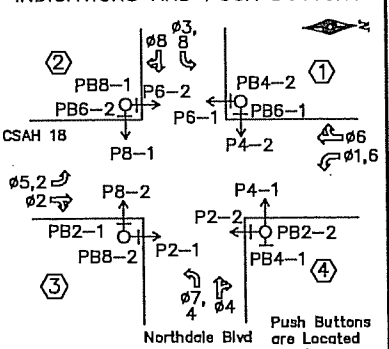 INDICATIONS AND PUSH BUTTON
N
ø3,
ø8 8
2
1
PB8-1 PB4-2
PB6-2 P6-2
P6-1 PB6-1
CSAH 18
P8-1 P4-2
ø6
ø1,6
ø5,2
ø2
P8-2 P4-1
P2-2
PB2-1 PB2-2
PB8-2 P2-1 PB4-1
3
4
ø7,
4 ø4
Northdale Blvd
Push Buttons
are Located